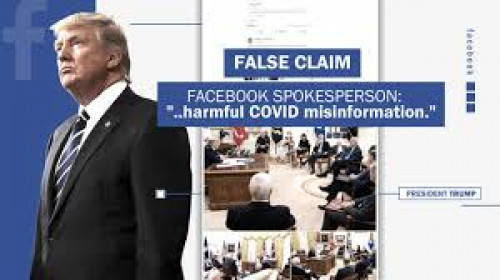 facebook
FALSE CLAIM
FACEBOOK SPOKESPERSON:
"..harmful COVID misinformation."
PRESIDENT TRUMP